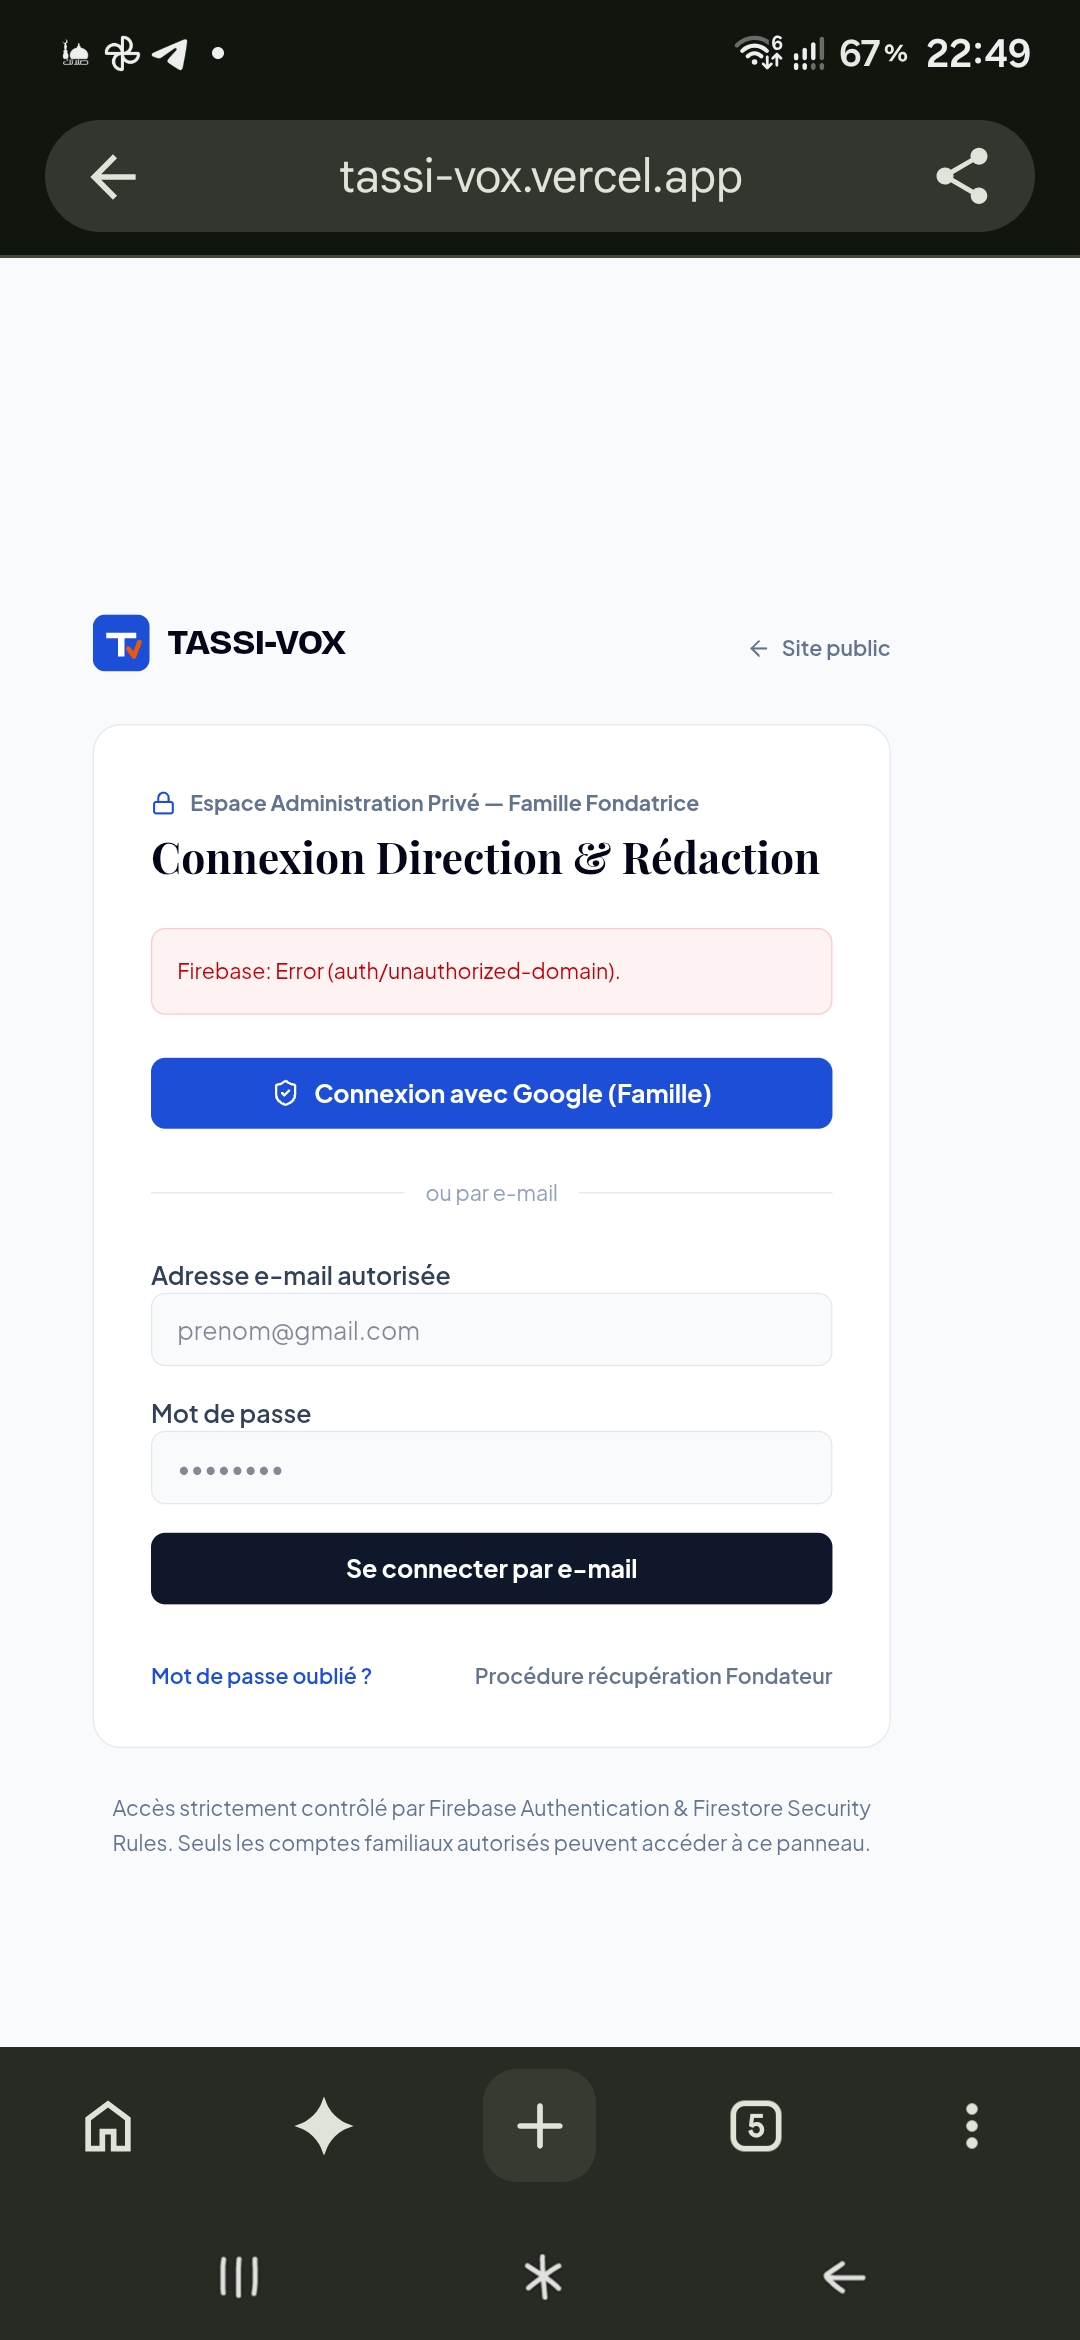 67% 22:49
tassi-vox.vercel.app
TASSI-VOX
Site public
Espace Administration Privé — Famille Fondatrice
Connexion Direction & Rédaction
Firebase: Error (auth/unauthorized-domain).
Connexion avec Google (Famille)
ou par e-mail
Adresse e-mail autorisée
prenom@gmail.com
Mot de passe
••••••••
Se connecter par e-mail
Mot de passe oublié ?
Procédure récupération Fondateur
Accès strictement contrôlé par Firebase Authentication & Firestore Security
Rules. Seuls les comptes familiaux autorisés peuvent accéder à ce panneau.
5